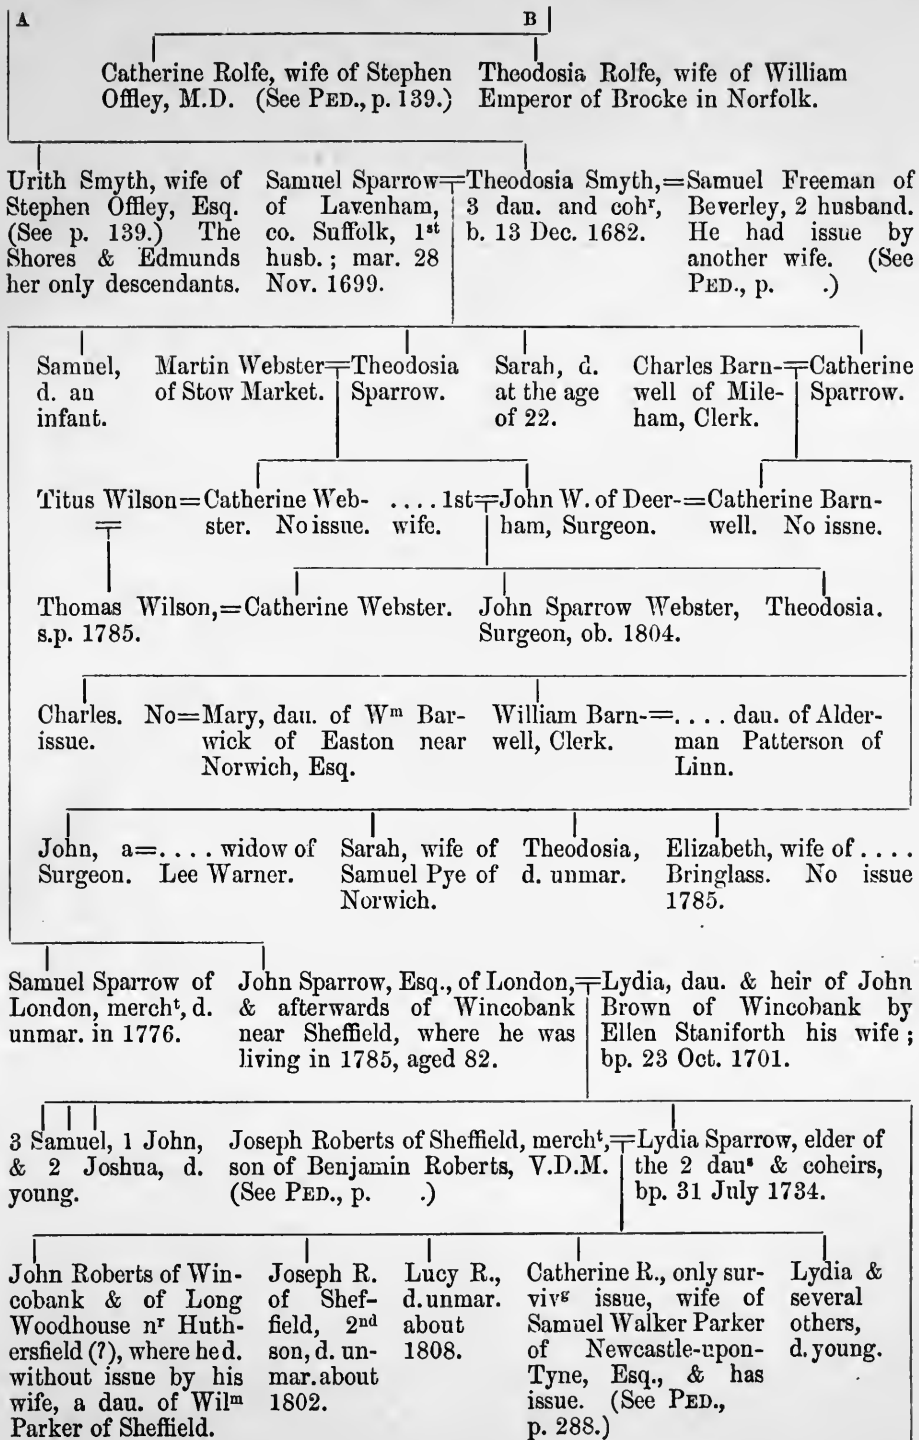 A B
Catherine Rolfe, wife of Stephen
Offley, M.D. (See PED., p. 139.)
Theodosia Rolfe, wife of William
Emperor of Brocke in Norfolk.
Urith Smyth, wife of
Stephen Offley, Esq.
(See p. 139.) The
Shores & Edmunds
her only descendants.
Samuel Sparrow=
of Lavenham,
co. Suffolk, 1st
husb.; mar. 28
Nov. 1699.
Theodosia Smyth,=
3 dau. and cohr,
b. 13 Dec. 1682.
Samuel Freeman of
Beverley, 2 husband.
He had issue by
another wife. (See
PED., p. .)
Samuel,
d. an
infant.
Martin Webster=
of Stow Market.
Theodosia
Sparrow.
Sarah, d.
at the age
of 22.
Charles Barn-=
well of Mile-
ham, Clerk.
Catherine
Sparrow.
Titus Wilson=
Catherine Web-
ster. No issue.
.... 1st=
wife.
John W. of Deer-=
ham, Surgeon.
Catherine Barn-
well. No issne.
Thomas Wilson,=
s.p. 1785.
Catherine Webster.
John Sparrow Webster,
Surgeon, ob. 1804.
Theodosia.
Charles. No=
issue.
Mary, dau. of Wm Bar-
wick of Easton near
Norwich, Esq.
William Barn-=
well, Clerk.
.... dau. of Alder-
man Patterson of
Linn.
John, a=
Surgeon.
.... widow of
Lee Warner.
Sarah, wife of
Samuel Pye of
Norwich.
Theodosia,
d. unmar.
Elizabeth, wife of ....
Bringlass. No issue
1785.
Samuel Sparrow of
London, mercht, d.
unmar. in 1776.
John Sparrow, Esq., of London,=
& afterwards of Wincobank
near Sheffield, where he was
living in 1785, aged 82.
Lydia, dau. & heir of John
Brown of Wincobank by
Ellen Staniforth his wife;
bp. 23 Oct. 1701.
3 Samuel, 1 John,
& 2 Joshua, d.
young.
Joseph Roberts of Sheffield, mercht,=
son of Benjamin Roberts, V.D.M.
(See PED., p. .)
Lydia Sparrow, elder of
the 2 daus & coheirs,
bp. 31 July 1734.
John Roberts of Win-
cobank & of Long
Woodhouse nr Huth-
ersfield (?), where he d.
without issue by his
wife, a dau. of Wilm
Parker of Sheffield.
Joseph R.
of Shef-
field, 2nd
son, d. un-
mar. about
1802.
Lucy R.,
d. unmar.
about
1808.
Catherine R., only sur-
vivg issue, wife of
Samuel Walker Parker
of Newcastle-upon-
Tyne, Esq., & has
issue. (See PED.,
p. 288.)
Lydia &
several
others,
d. young.